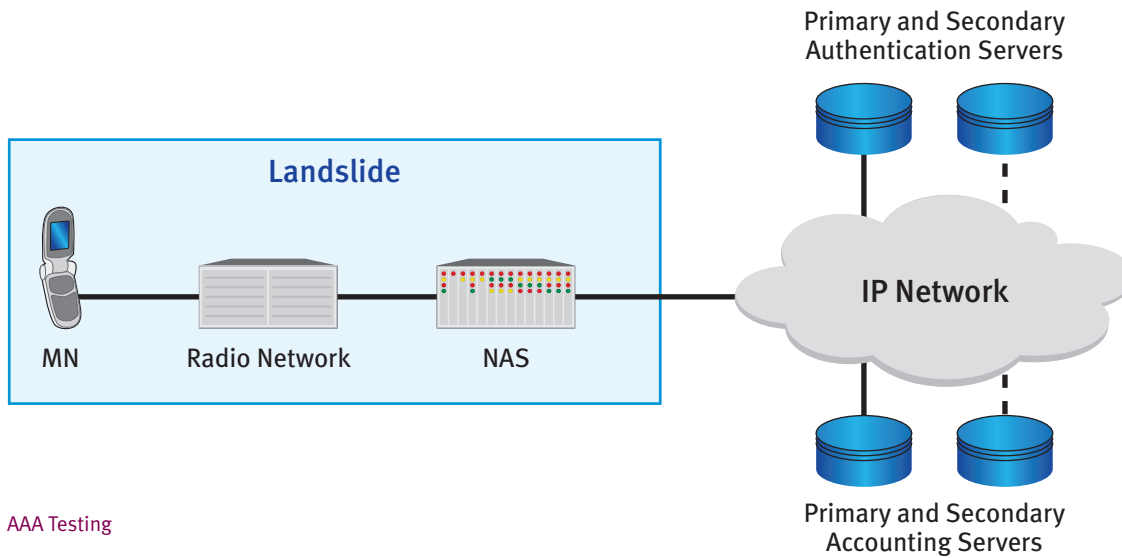 Primary and Secondary
Authentication Servers
Landslide
MN
Radio Network
NAS
IP Network
AAA Testing
Primary and Secondary
Accounting Servers